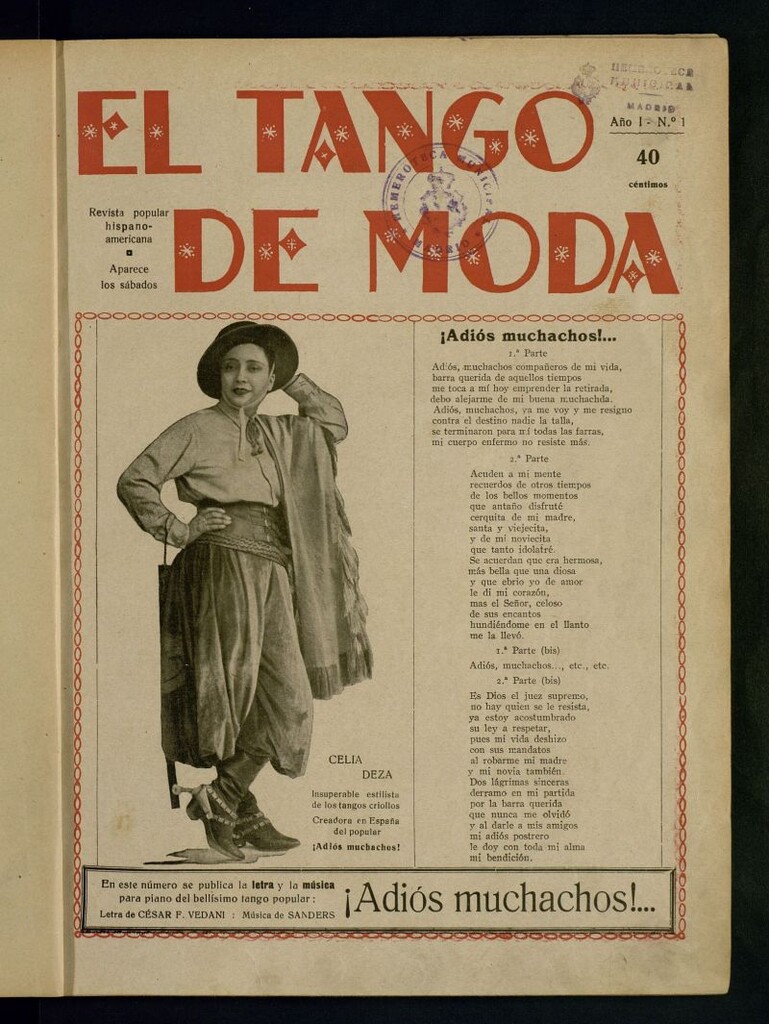 HEMEROTECA
MUNICIPAL
MADRID
EL TANGO
DE MODA
Año I - N.º 1
40
céntimos
Revista popular
hispano-
americana
Aparece
los sábados
HEMEROTECA MUNICIPAL
MADRID
CELIA
DEZA
Insuperable estilista
de los tangos criollos
Creadora en España
del popular
¡Adiós muchachos!
¡Adiós muchachos!...
1.ª Parte
Adiós, muchachos compañeros de mi vida,
barra querida de aquellos tiempos
me toca a mí hoy emprender la retirada,
debo alejarme de mi buena muchachda.
Adiós, muchachos, ya me voy y me resigno
contra el destino nadie la talla,
se terminaron para mí todas las farras,
mi cuerpo enfermo no resiste más.
2.ª Parte
Acuden a mi mente
recuerdos de otros tiempos
de los bellos momentos
que antaño disfruté
cerquita de mi madre,
santa y viejecita,
y de mi noviecita
que tanto idolatré.
Se acuerdan que era hermosa,
más bella que una diosa
y que ebrio yo de amor
le di mi corazón,
mas el Señor, celoso
de sus encantos
hundiéndome en el llanto
me la llevó.
1.ª Parte (bis)
Adiós, muchachos..., etc., etc.
2.ª Parte (bis)
Es Dios el juez supremo,
no hay quien se le resista,
ya estoy acostumbrado
su ley a respetar,
pues mi vida deshizo
con sus mandatos
al robarme mi madre
y mi novia también.
Dos lágrimas sinceras
derramo en mi partida
por la barra querida
que nunca me olvidó
y al darle a mis amigos
mi adiós postrero
le doy con toda mi alma
mi bendición.
En este número se publica la letra y la música
para piano del bellísimo tango popular:
Letra de CÉSAR F. VEDANI : Música de SANDERS
¡Adiós muchachos!...